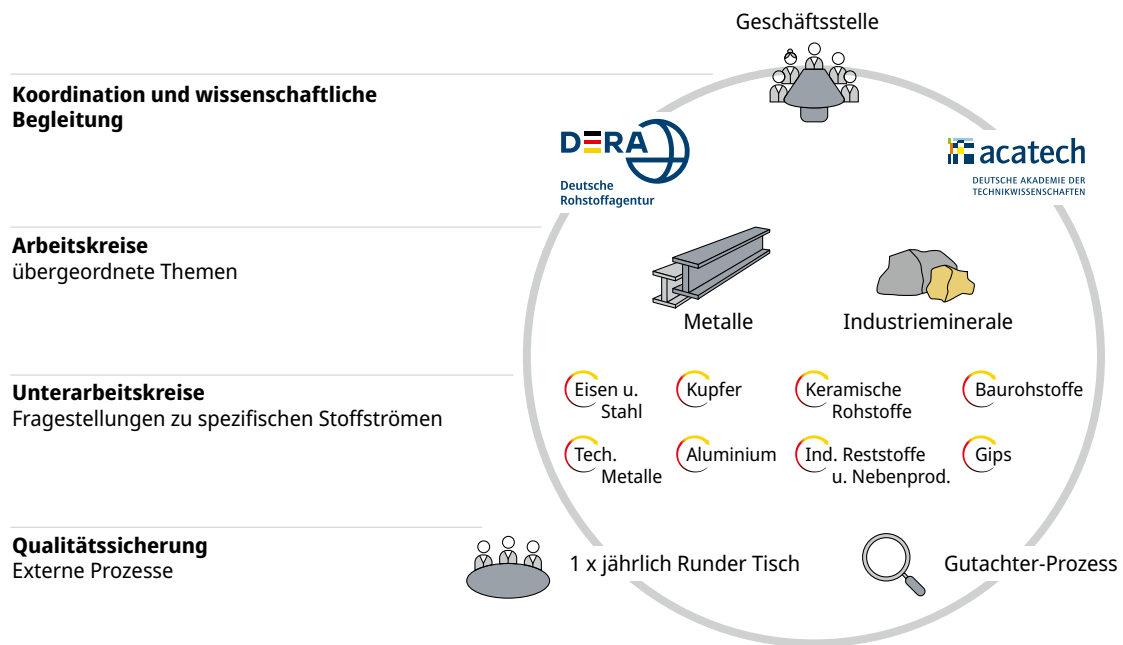 Geschäftsstelle
Koordination und wissenschaftliche
Begleitung
DERA
Deutsche
Rohstoffagentur
acatech
DEUTSCHE AKADEMIE DER
TECHNIKWISSENSCHAFTEN
Arbeitskreise
übergeordnete Themen
Metalle
Industrieminerale
Unterarbeitskreise
Fragestellungen zu spezifischen Stoffströmen
Eisen u.
Stahl
Kupfer
Keramische
Rohstoffe
Baurohstoffe
Tech.
Metalle
Aluminium
Ind. Reststoffe
u. Nebenprod.
Gips
Qualitätssicherung
Externe Prozesse
1 x jährlich Runder Tisch
Gutachter-Prozess